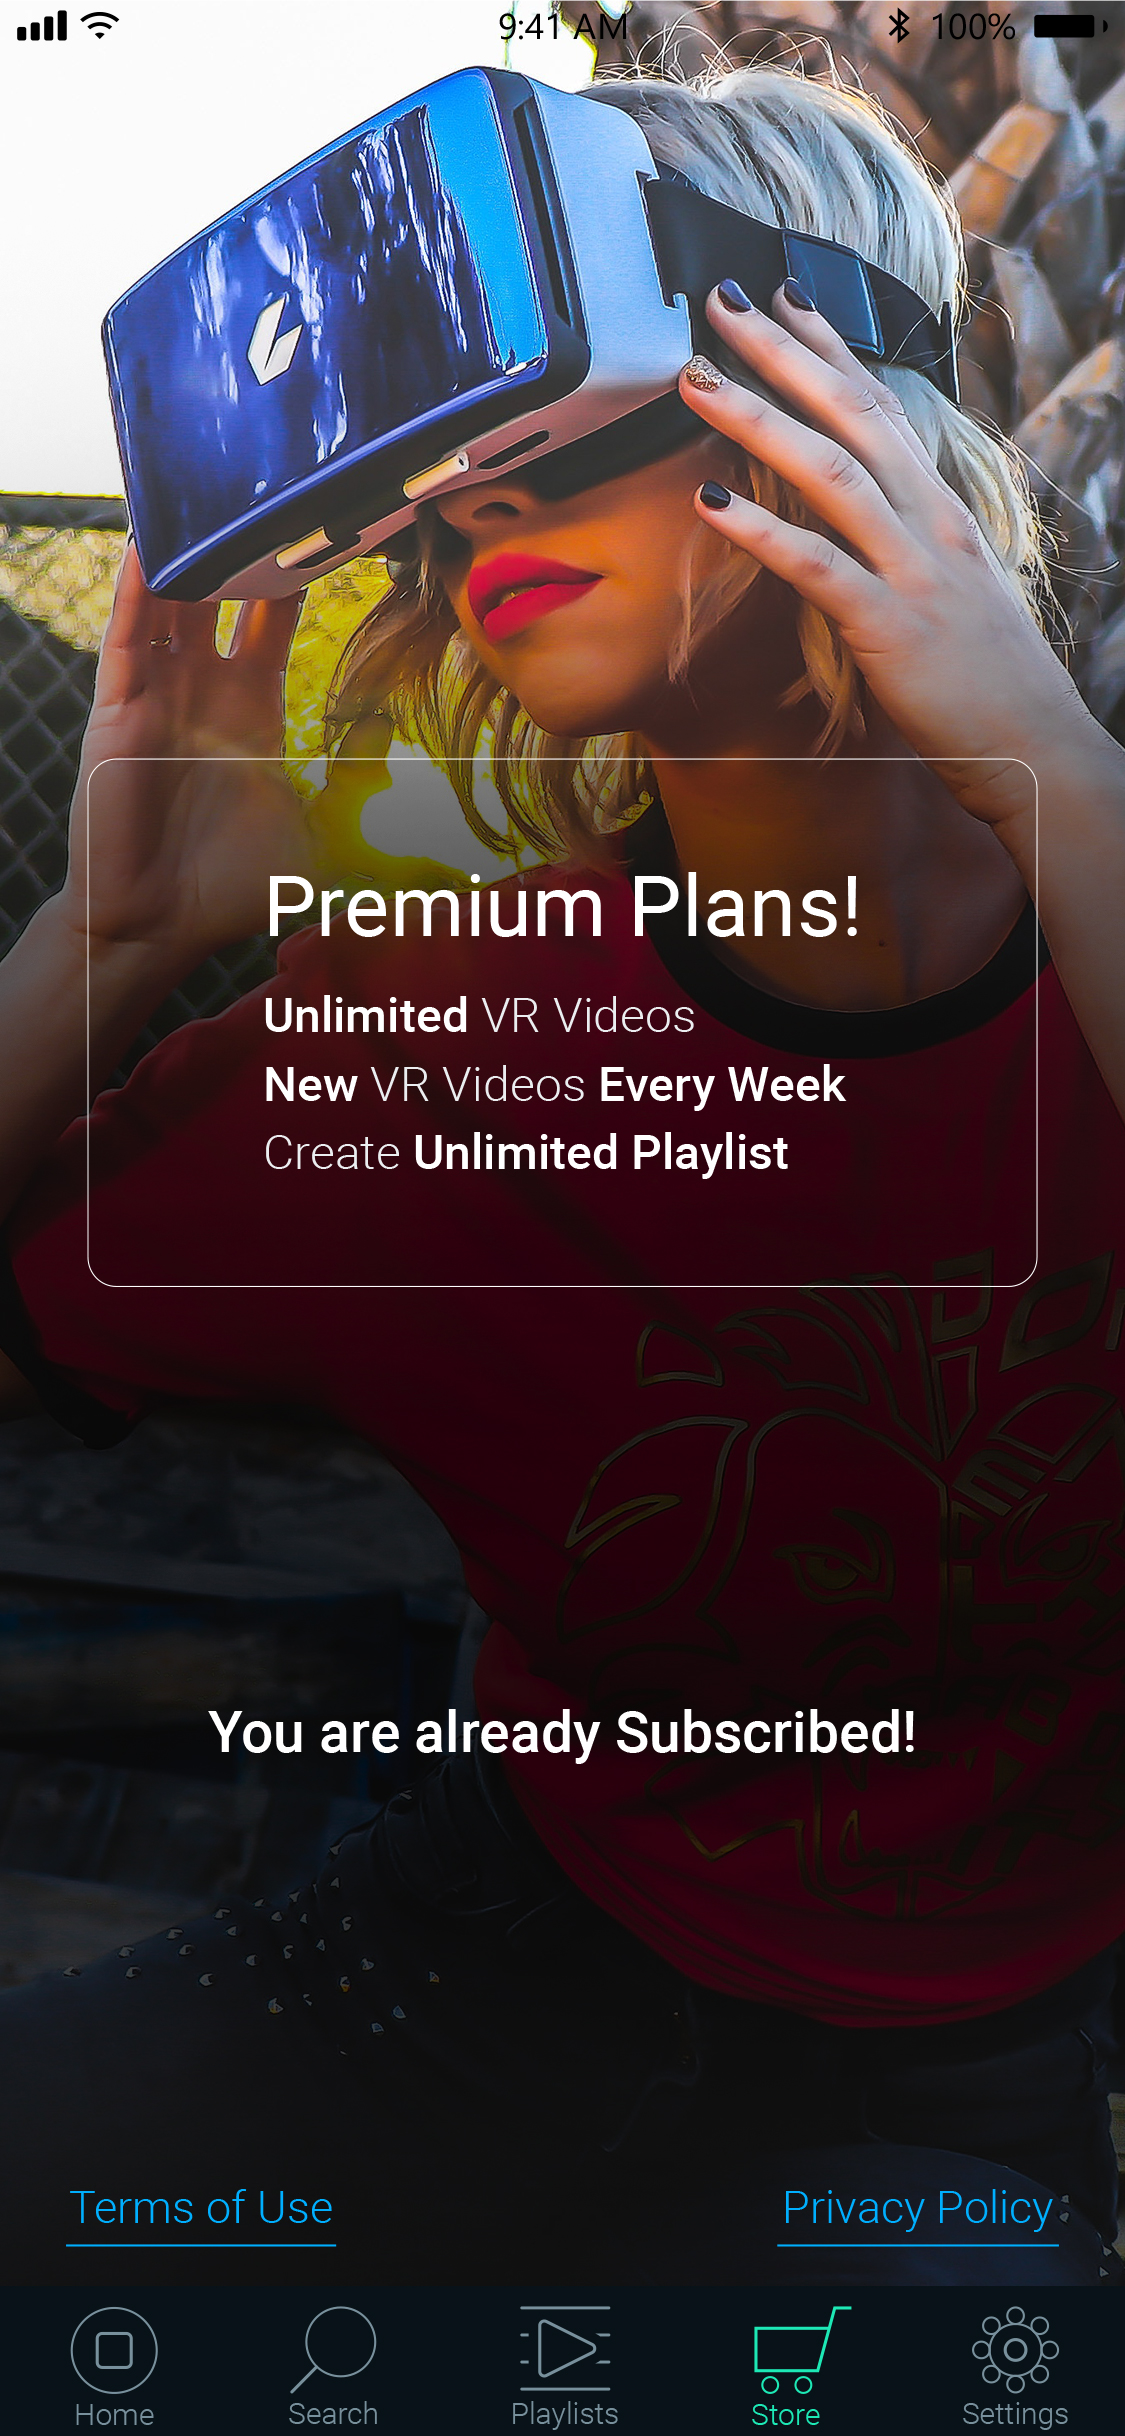 9:41 AM
100%
Premium Plans!
Unlimited VR Videos
New VR Videos Every Week
Create Unlimited Playlist
You are already Subscribed!
Terms of Use
Privacy Policy
Home
Search
Playlists
Store
Settings